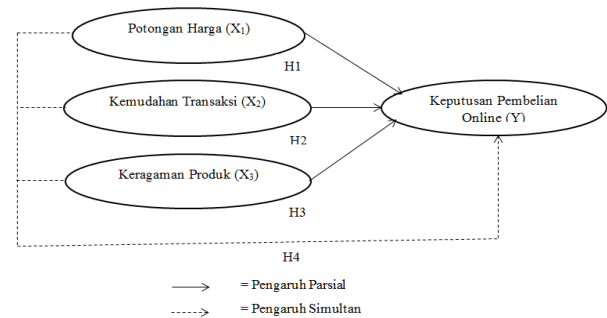 Potongan Harga (X₁)
H1
Kemudahan Transaksi (X₂)
Keputusan Pembelian
Online (Y)
H2
Keragaman Produk (X₃)
H3
H4
= Pengaruh Parsial
= Pengaruh Simultan